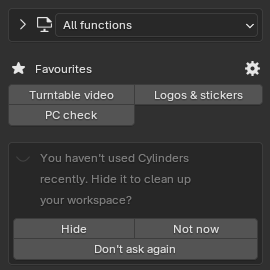 All functions
Favourites
Turntable video Logos & stickers
PC check
You haven't used Cylinders
recently. Hide it to clean up
your workspace?
Hide Not now
Don't ask again